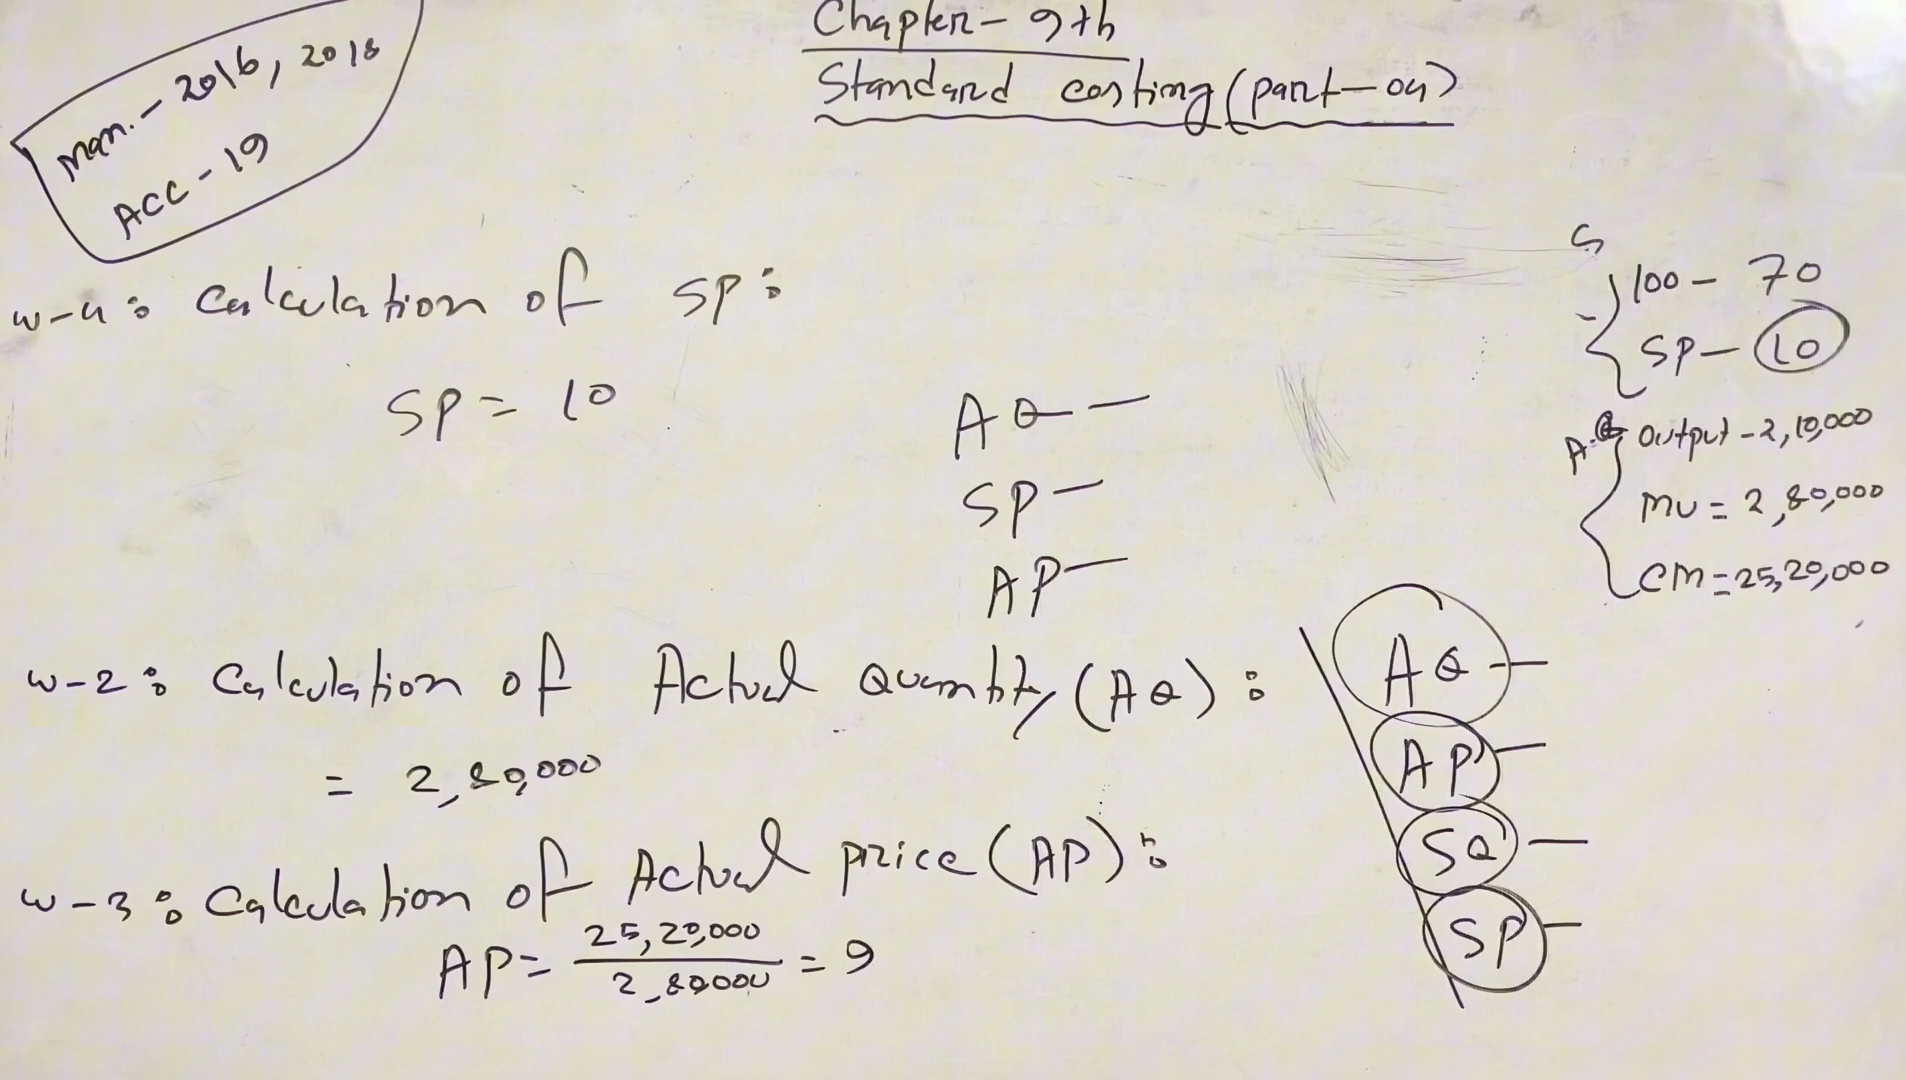 Chapter - 9th
Standard costing (part-04)
Man. - 2016, 2018
ACC - 19
w-4: Calculation of SP:
SP = 10
AQ —
SP —
AP —
S
100 - 70
SP - 10
A.
Output - 2,10,000
MU = 2,80,000
CM = 25,20,000
w-2: Calculation of Actual Quantity (AQ):
= 2,80,000
w-3: Calculation of Actual price (AP):
AP = 25,20,000 / 2,80000 = 9
AQ —
AP —
SQ —
SP —